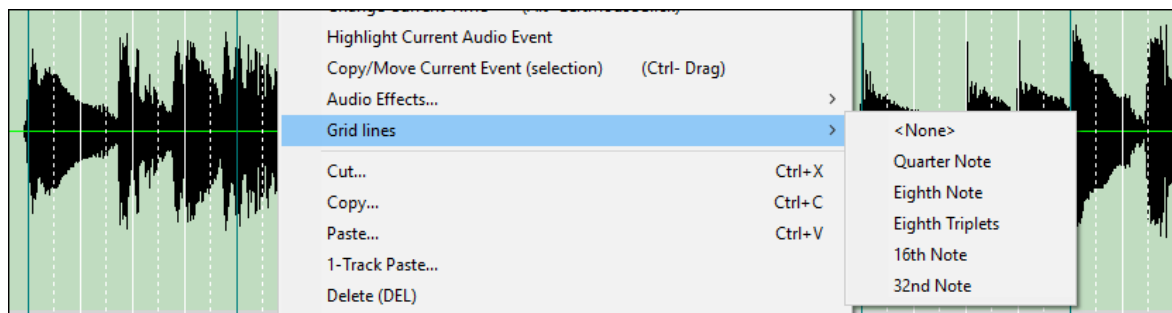 Highlight Current Audio Event
Copy/Move Current Event (selection) (Ctrl- Drag)
Audio Effects... >
Grid lines >
Cut... Ctrl+X
Copy... Ctrl+C
Paste... Ctrl+V
1-Track Paste...
Delete (DEL)
<None>
Quarter Note
Eighth Note
Eighth Triplets
16th Note
32nd Note